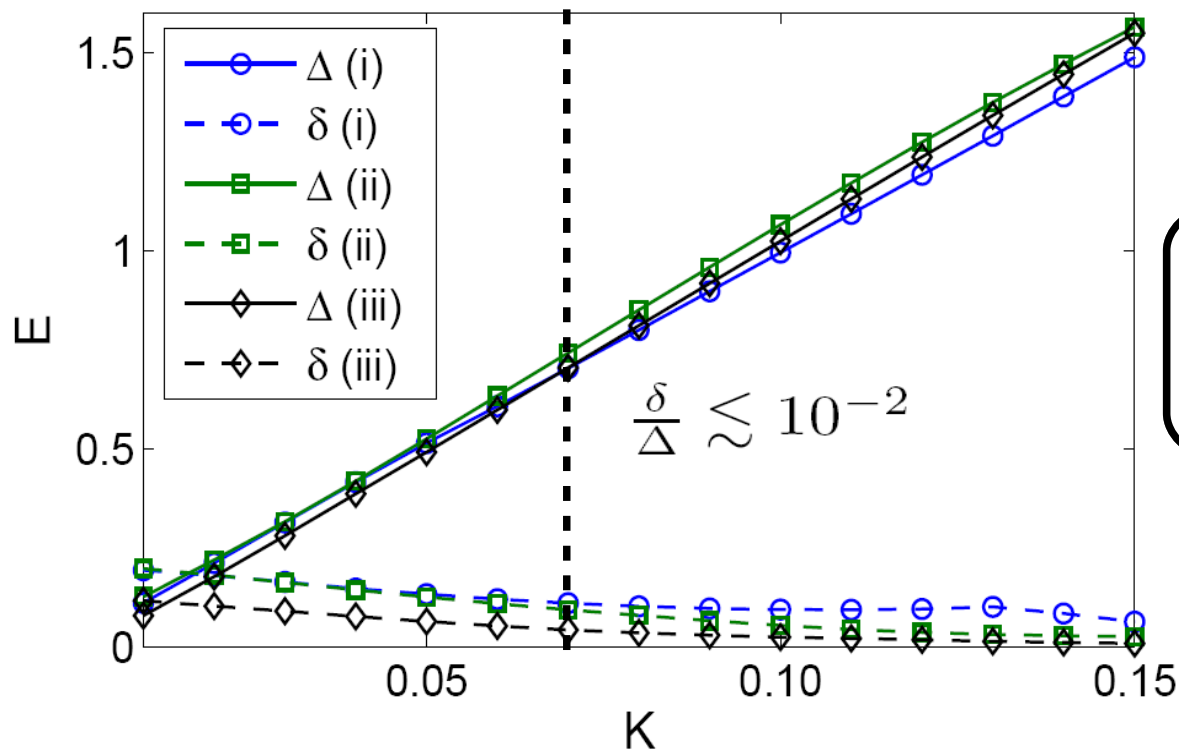 1.5
1
0.5
0
E
Δ (i)
δ (i)
Δ (ii)
δ (ii)
Δ (iii)
δ (iii)
δ/Δ ≲ 10⁻²
0.05
0.10
0.15
K